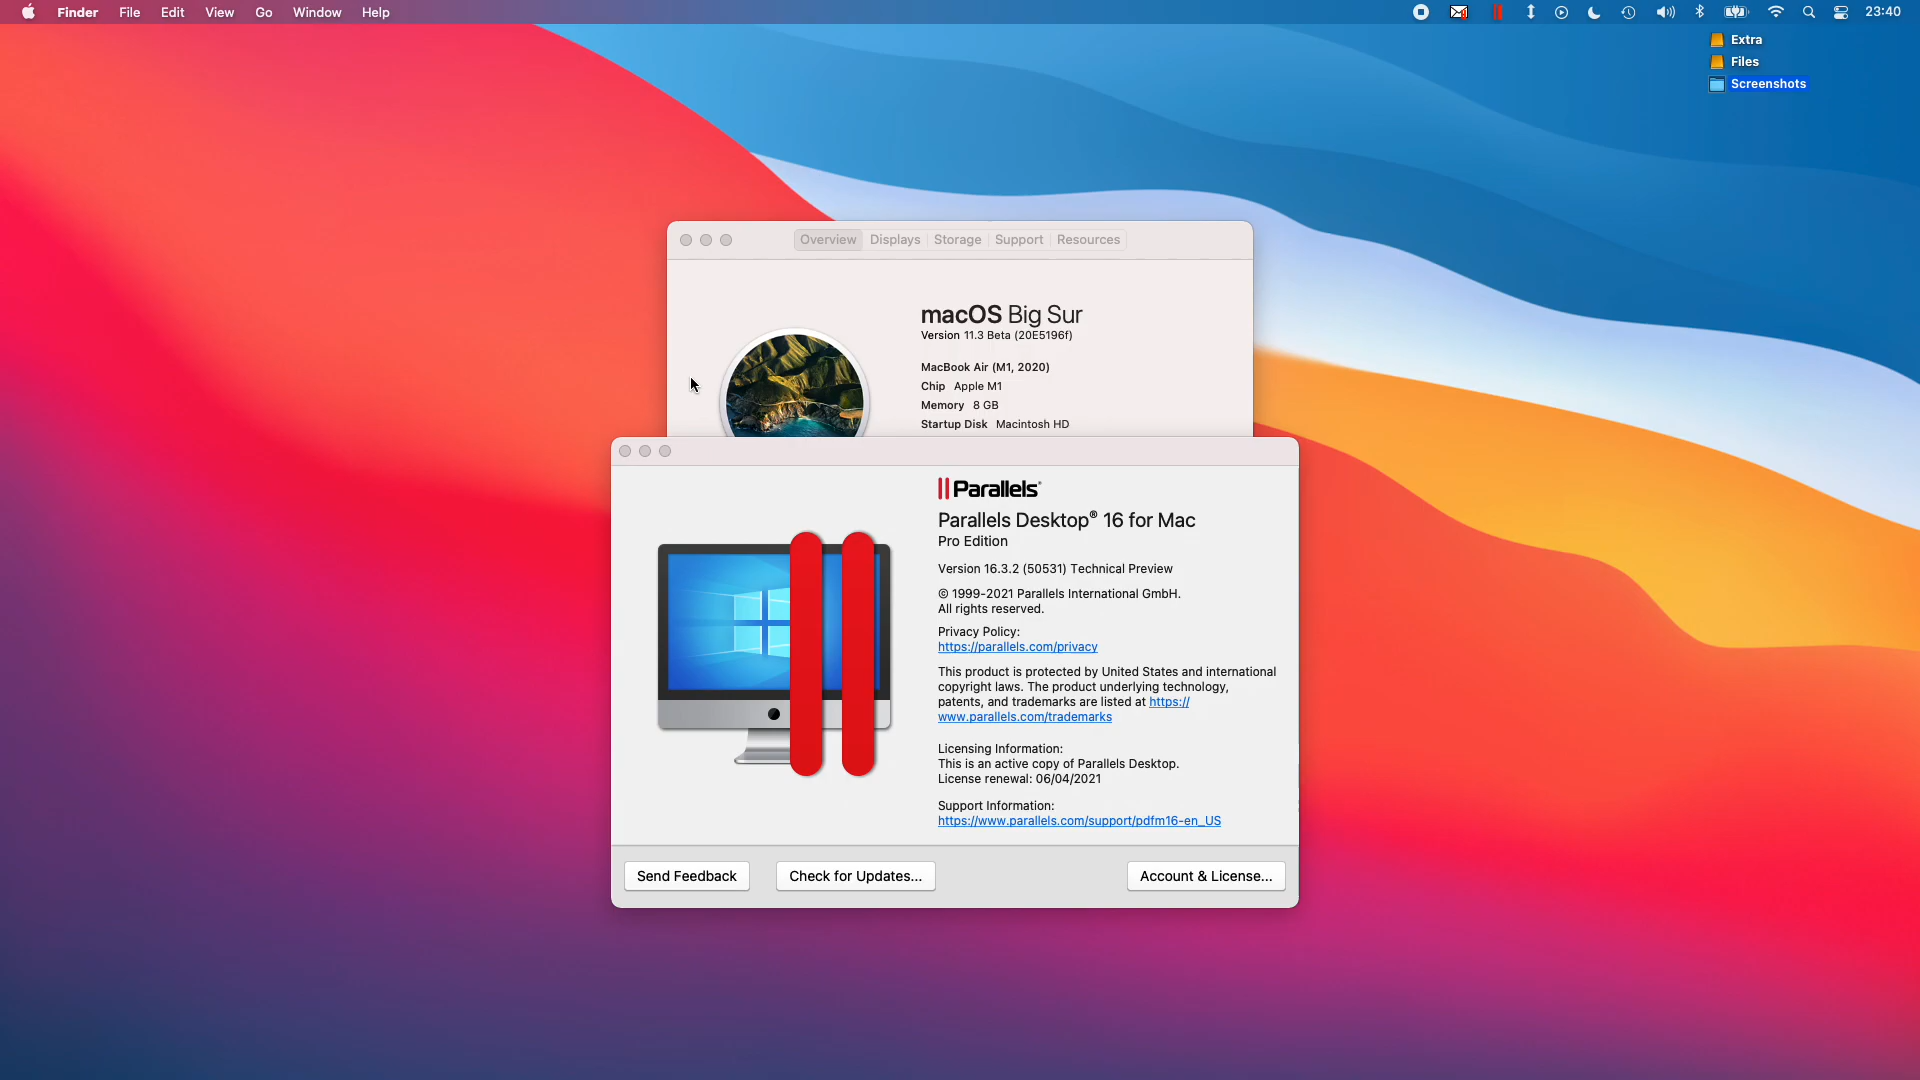 Finder File Edit View Go Window Help 23:40
Extra
Files
Screenshots
Overview Displays Storage Support Resources
macOS Big Sur
Version 11.3 Beta (20E5196f)
MacBook Air (M1, 2020)
Chip Apple M1
Memory 8 GB
Startup Disk Macintosh HD
Parallels®
Parallels Desktop® 16 for Mac
Pro Edition
Version 16.3.2 (50531) Technical Preview
© 1999-2021 Parallels International GmbH.
All rights reserved.
Privacy Policy:
https://parallels.com/privacy
This product is protected by United States and international
copyright laws. The product underlying technology,
patents, and trademarks are listed at https://
www.parallels.com/trademarks
Licensing Information:
This is an active copy of Parallels Desktop.
License renewal: 06/04/2021
Support Information:
https://www.parallels.com/support/pdfm16-en_US
Send Feedback Check for Updates... Account & License...